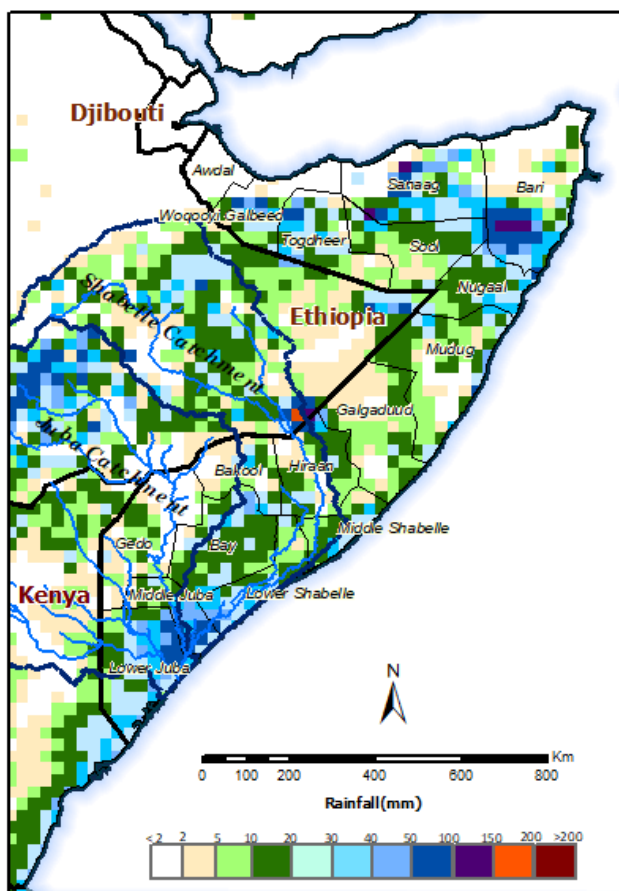 Djibouti
Awdal
Sanaag
Bari
Woqooyi Galbeed
Togdheer
Sool
Nugaal
Shabelle Catchment
Ethiopia
Mudug
Galgaduud
Juba Catchment
Bakool
Hiraan
Middle Shabelle
Gedo
Bay
Kenya
Middle Juba
Lower Shabelle
Lower Juba
N
Km
0 100 200 400 600 800
Rainfall(mm)
<2 2 5 10 20 30 40 50 100 150 200 >200